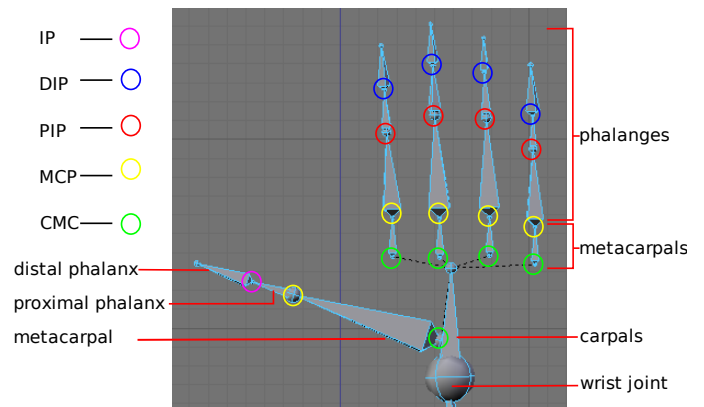 IP
DIP
PIP
MCP
CMC
distal phalanx
proximal phalanx
metacarpal
phalanges
metacarpals
carpals
wrist joint